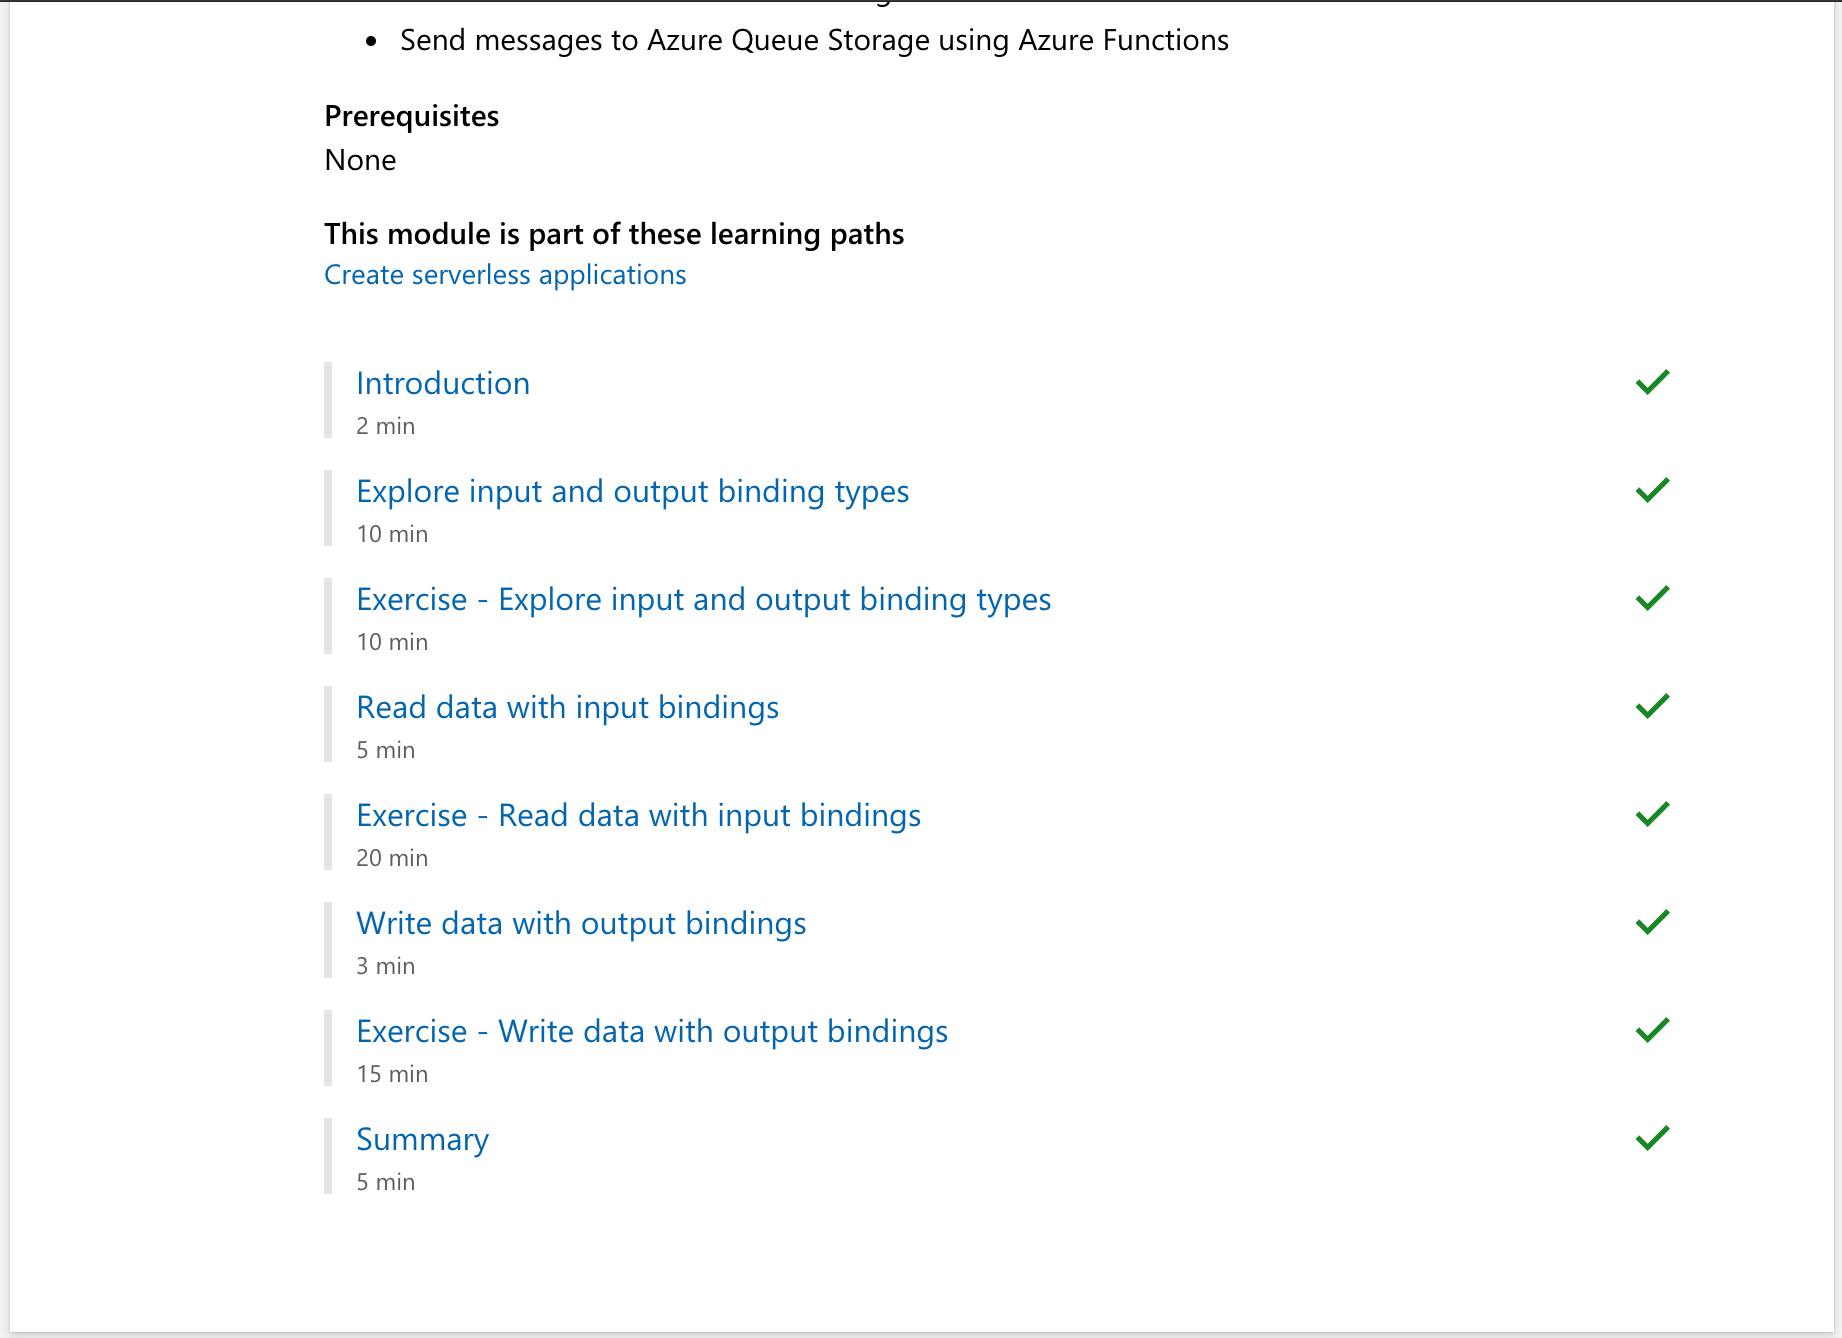 Send messages to Azure Queue Storage using Azure Functions
Prerequisites
None
This module is part of these learning paths
Create serverless applications
Introduction
2 min
Explore input and output binding types
10 min
Exercise - Explore input and output binding types
10 min
Read data with input bindings
5 min
Exercise - Read data with input bindings
20 min
Write data with output bindings
3 min
Exercise - Write data with output bindings
15 min
Summary
5 min